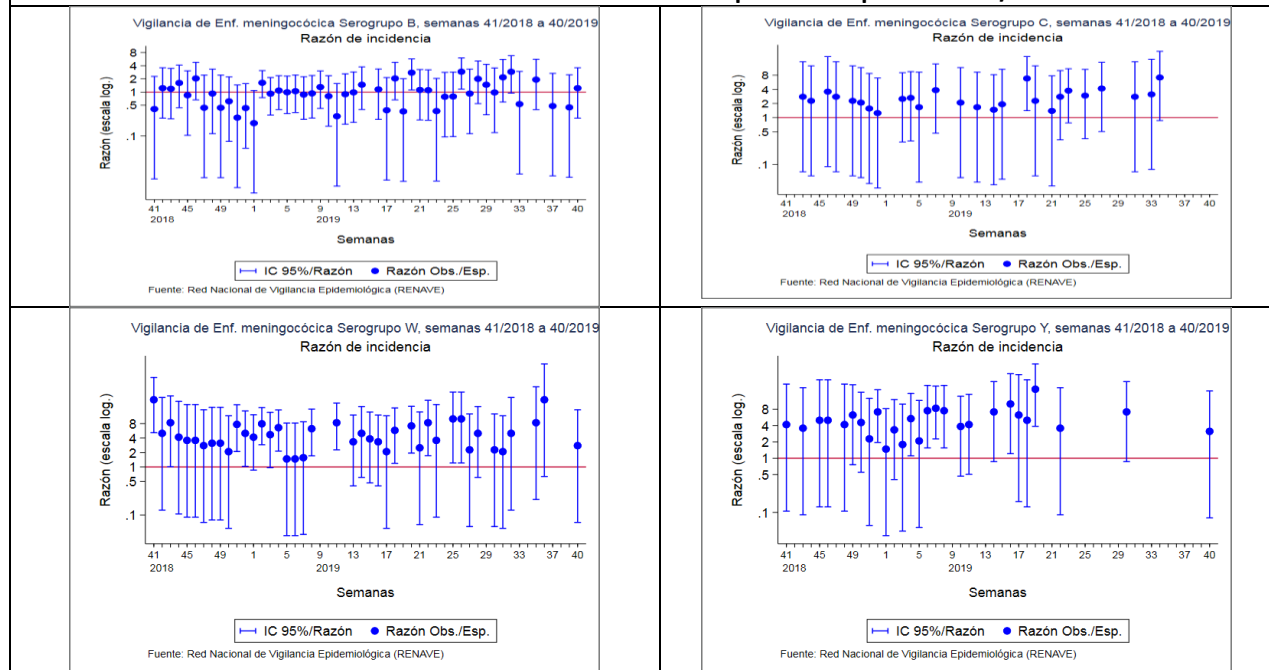 Vigilancia de Enf. meningocócica Serogrupo B, semanas 41/2018 a 40/2019
Razón de incidencia
Razón (escala log.)
8
4
2
1
.5
.1
41 45 49 1 5 9 13 17 21 25 29 33 37 40
2018 2019
Semanas
IC 95%/Razón Razón Obs./Esp.
Fuente: Red Nacional de Vigilancia Epidemiológica (RENAVE)
Vigilancia de Enf. meningocócica Serogrupo C, semanas 41/2018 a 40/2019
Razón de incidencia
Razón (escala log.)
8
4
2
1
.5
.1
41 45 49 1 5 9 13 17 21 25 29 33 37 40
2018 2019
Semanas
IC 95%/Razón Razón Obs./Esp.
Fuente: Red Nacional de Vigilancia Epidemiológica (RENAVE)
Vigilancia de Enf. meningocócica Serogrupo W, semanas 41/2018 a 40/2019
Razón de incidencia
Razón (escala log.)
8
4
2
1
.5
.1
41 45 49 1 5 9 13 17 21 25 29 33 37 40
2018 2019
Semanas
IC 95%/Razón Razón Obs./Esp.
Fuente: Red Nacional de Vigilancia Epidemiológica (RENAVE)
Vigilancia de Enf. meningocócica Serogrupo Y, semanas 41/2018 a 40/2019
Razón de incidencia
Razón (escala log.)
8
4
2
1
.5
.1
41 45 49 1 5 9 13 17 21 25 29 33 37 40
2018 2019
Semanas
IC 95%/Razón Razón Obs./Esp.
Fuente: Red Nacional de Vigilancia Epidemiológica (RENAVE)